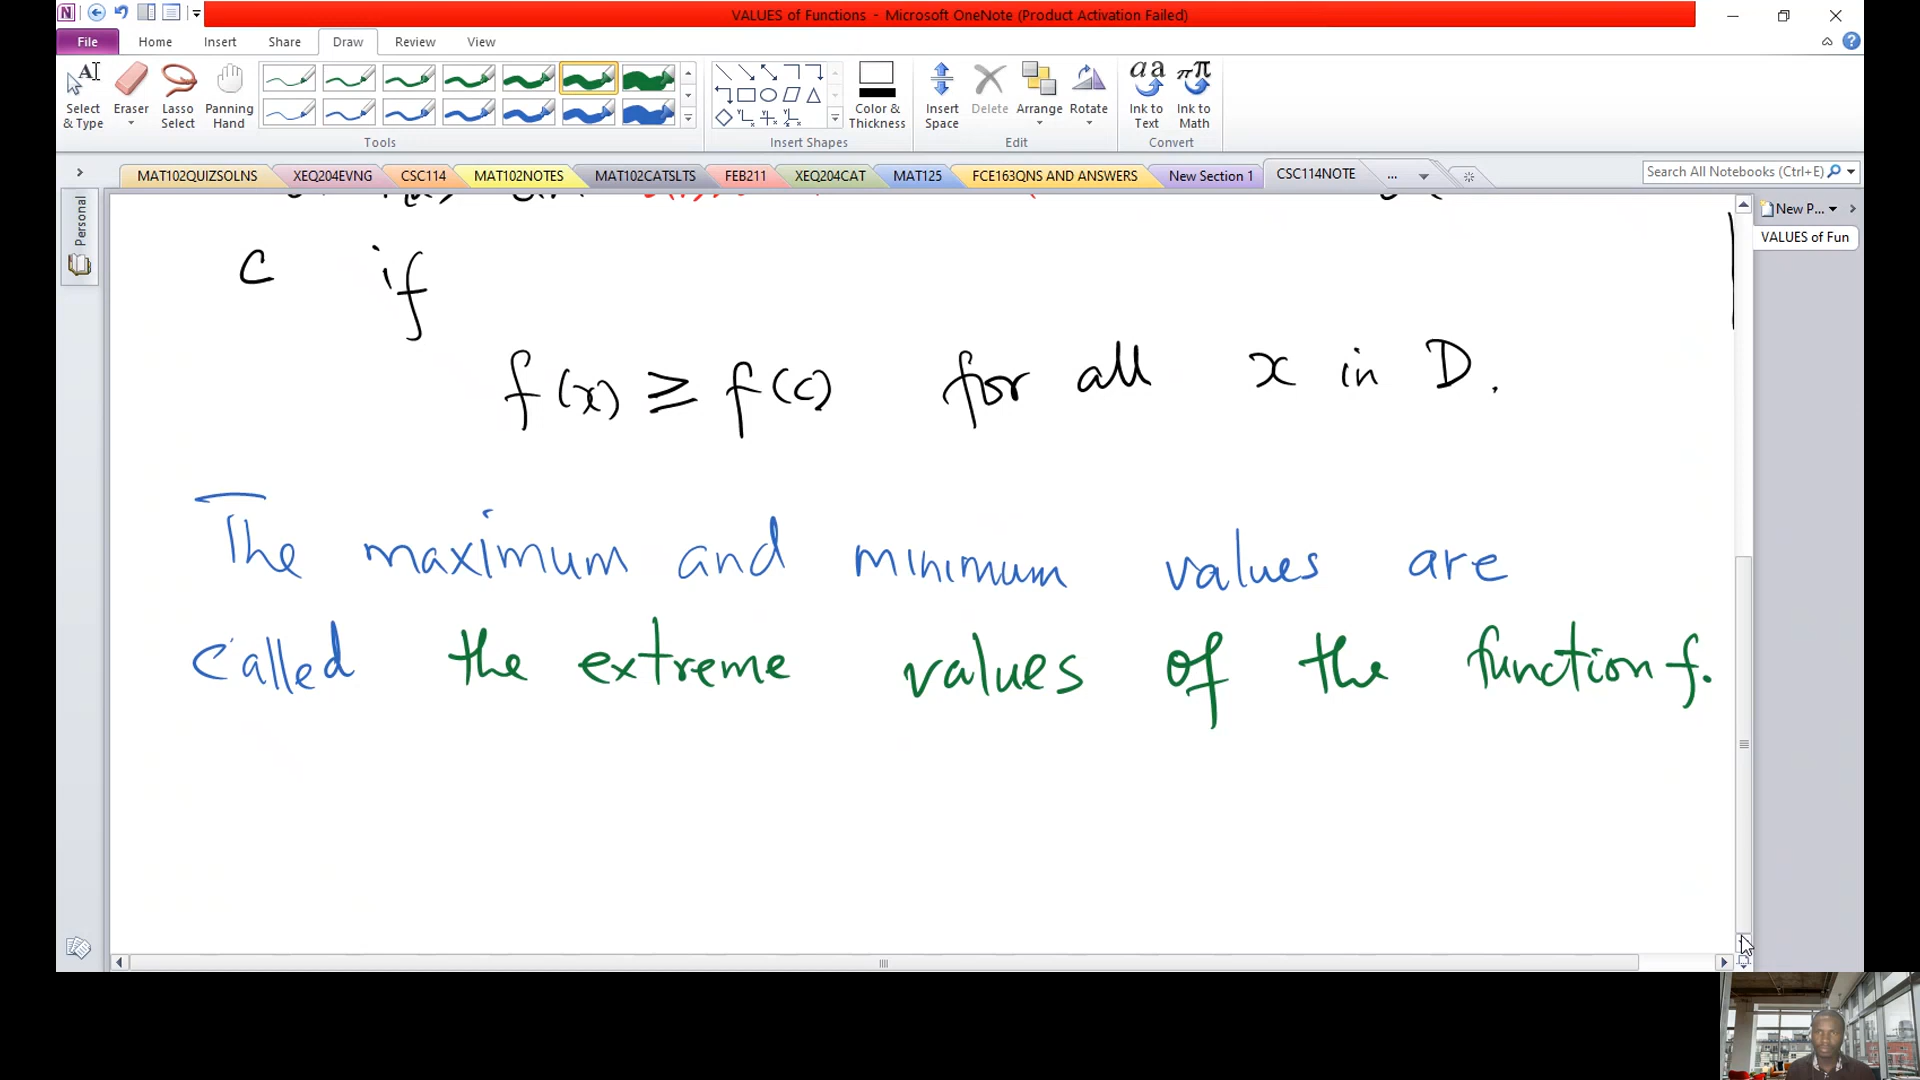 VALUES of Functions - Microsoft OneNote (Product Activation Failed)
File Home Insert Share Draw Review View
Select & Type
Eraser
Lasso Select
Panning Hand
Color & Thickness
Insert Space
Delete
Arrange
Rotate
Ink to Text
Ink to Math
Tools
Insert Shapes
Edit
Convert
MAT102QUIZSOLNS XEQ204EVNG CSC114 MAT102NOTES MAT102CATSLTS FEB211 XEQ204CAT MAT125 FCE163QNS AND ANSWERS New Section 1 CSC114NOTE ...
Search All Notebooks (Ctrl+E)
Personal
New P...
VALUES of Fun
c if
f(x) ≥ f(c) for all x in D.
The maximum and minimum values are
called the extreme values of the function f.